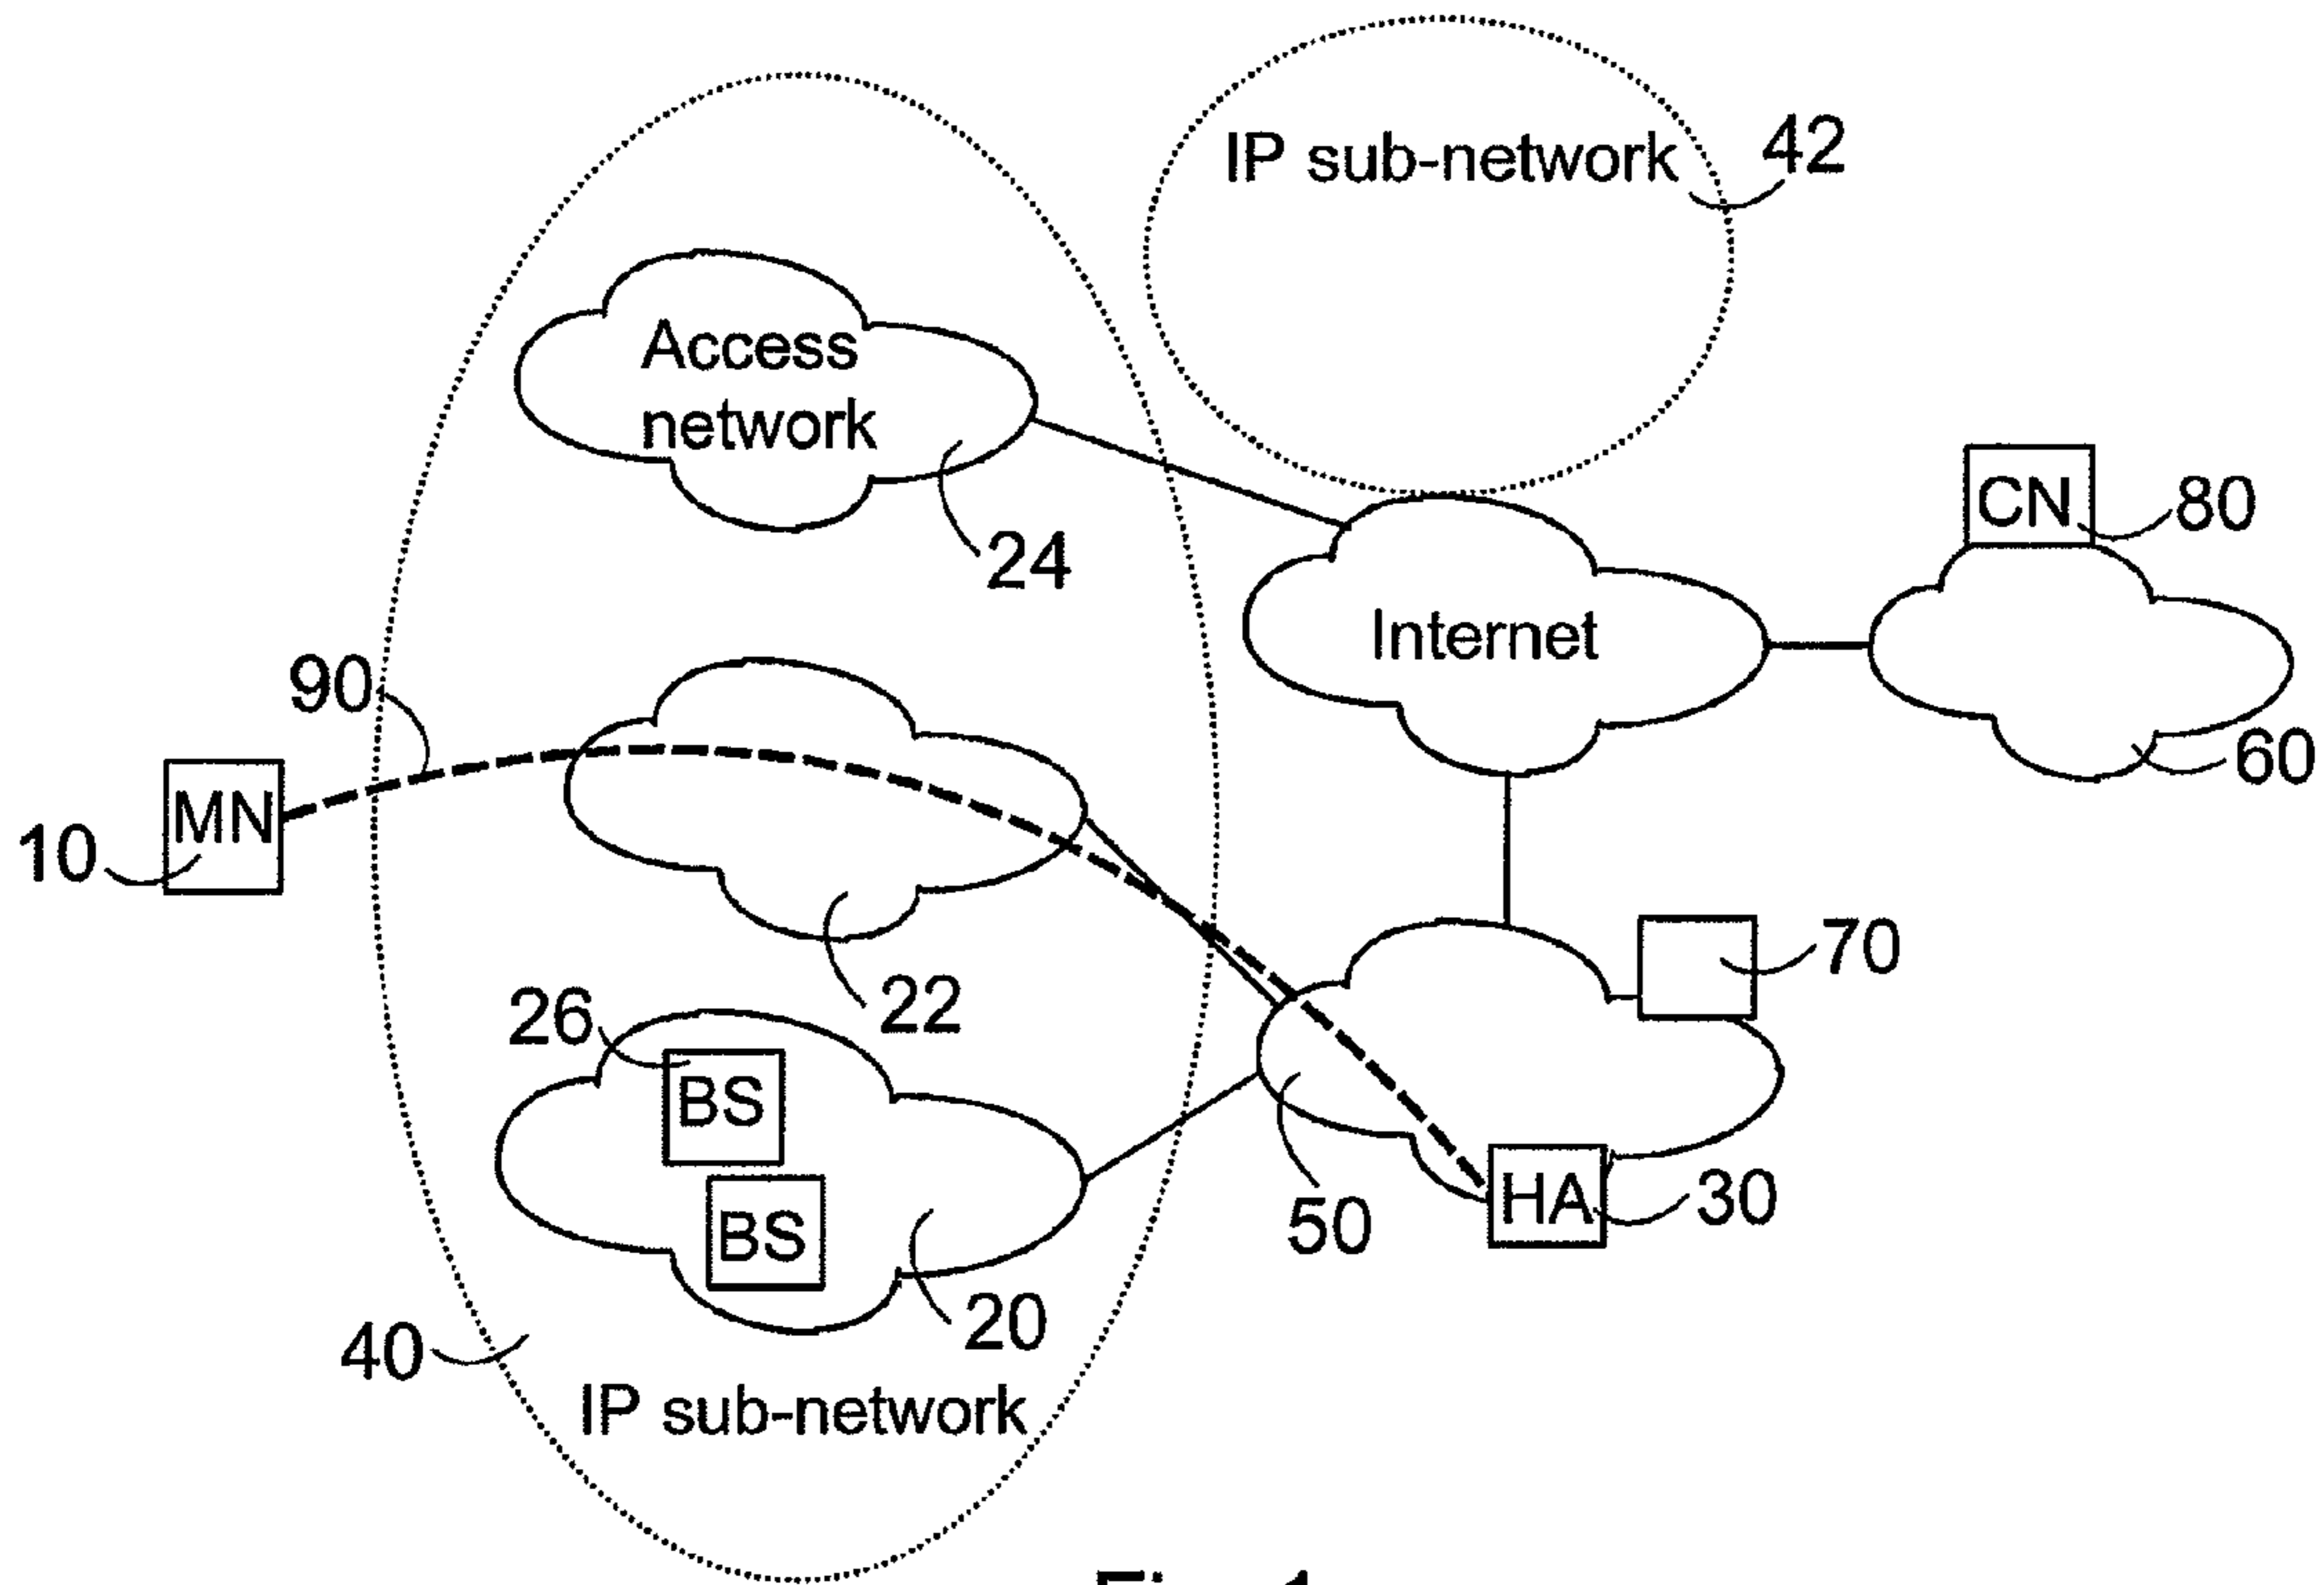 IP sub-network
42
Access
network
24
CN
80
Internet
90
60
MN
10
70
22
26
BS
30
HA
50
BS
20
40
IP sub-network